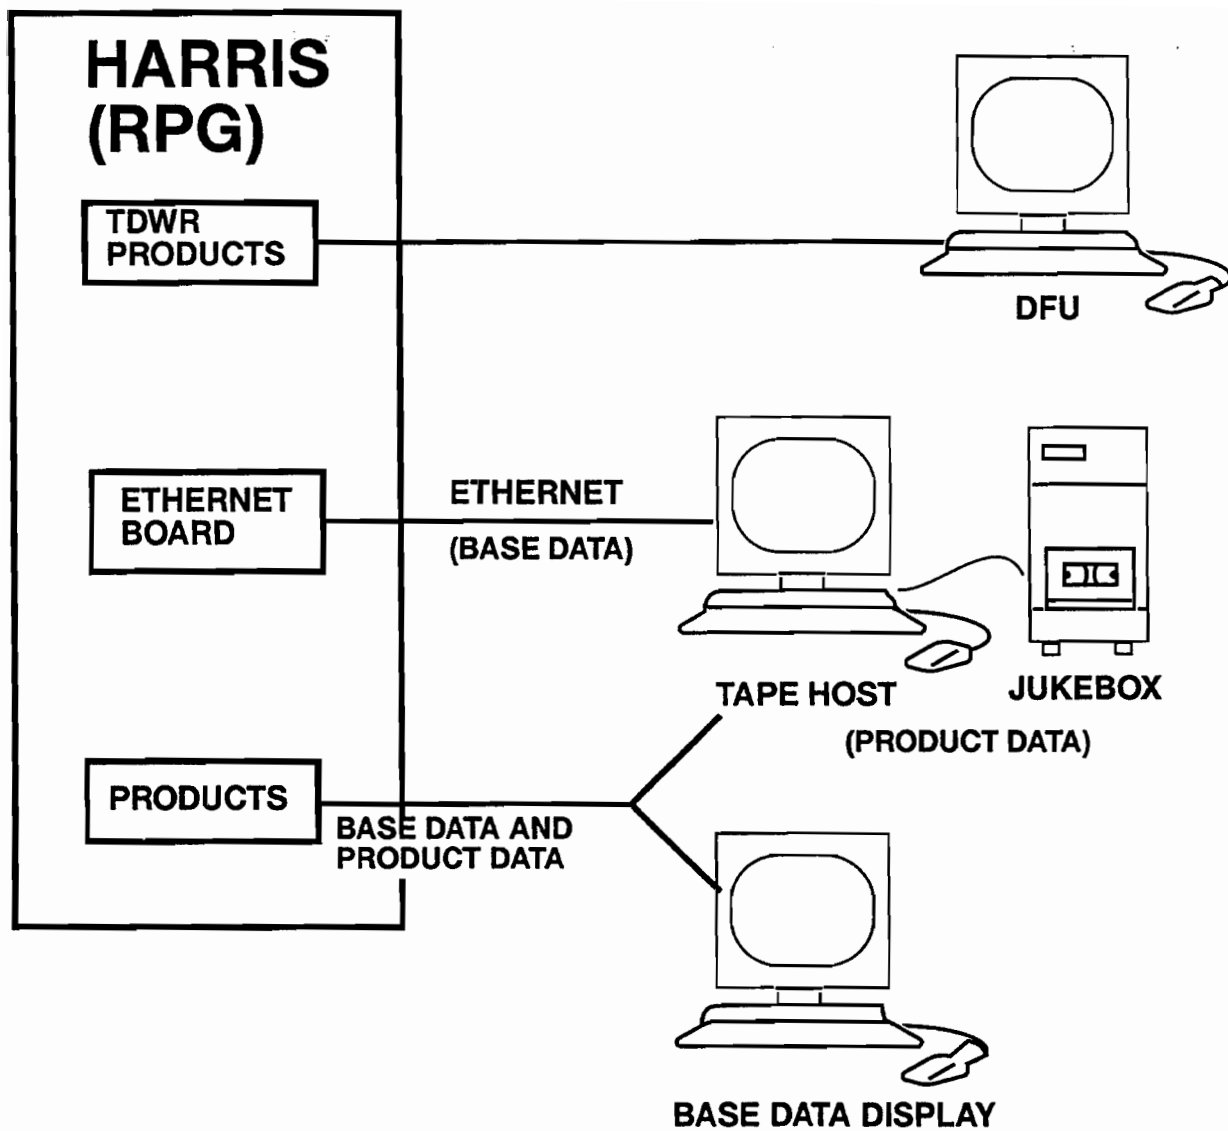 HARRIS
(RPG)
TDWR
PRODUCTS
DFU
ETHERNET
BOARD
ETHERNET
(BASE DATA)
TAPE HOST
JUKEBOX
(PRODUCT DATA)
PRODUCTS
BASE DATA AND
PRODUCT DATA
BASE DATA DISPLAY